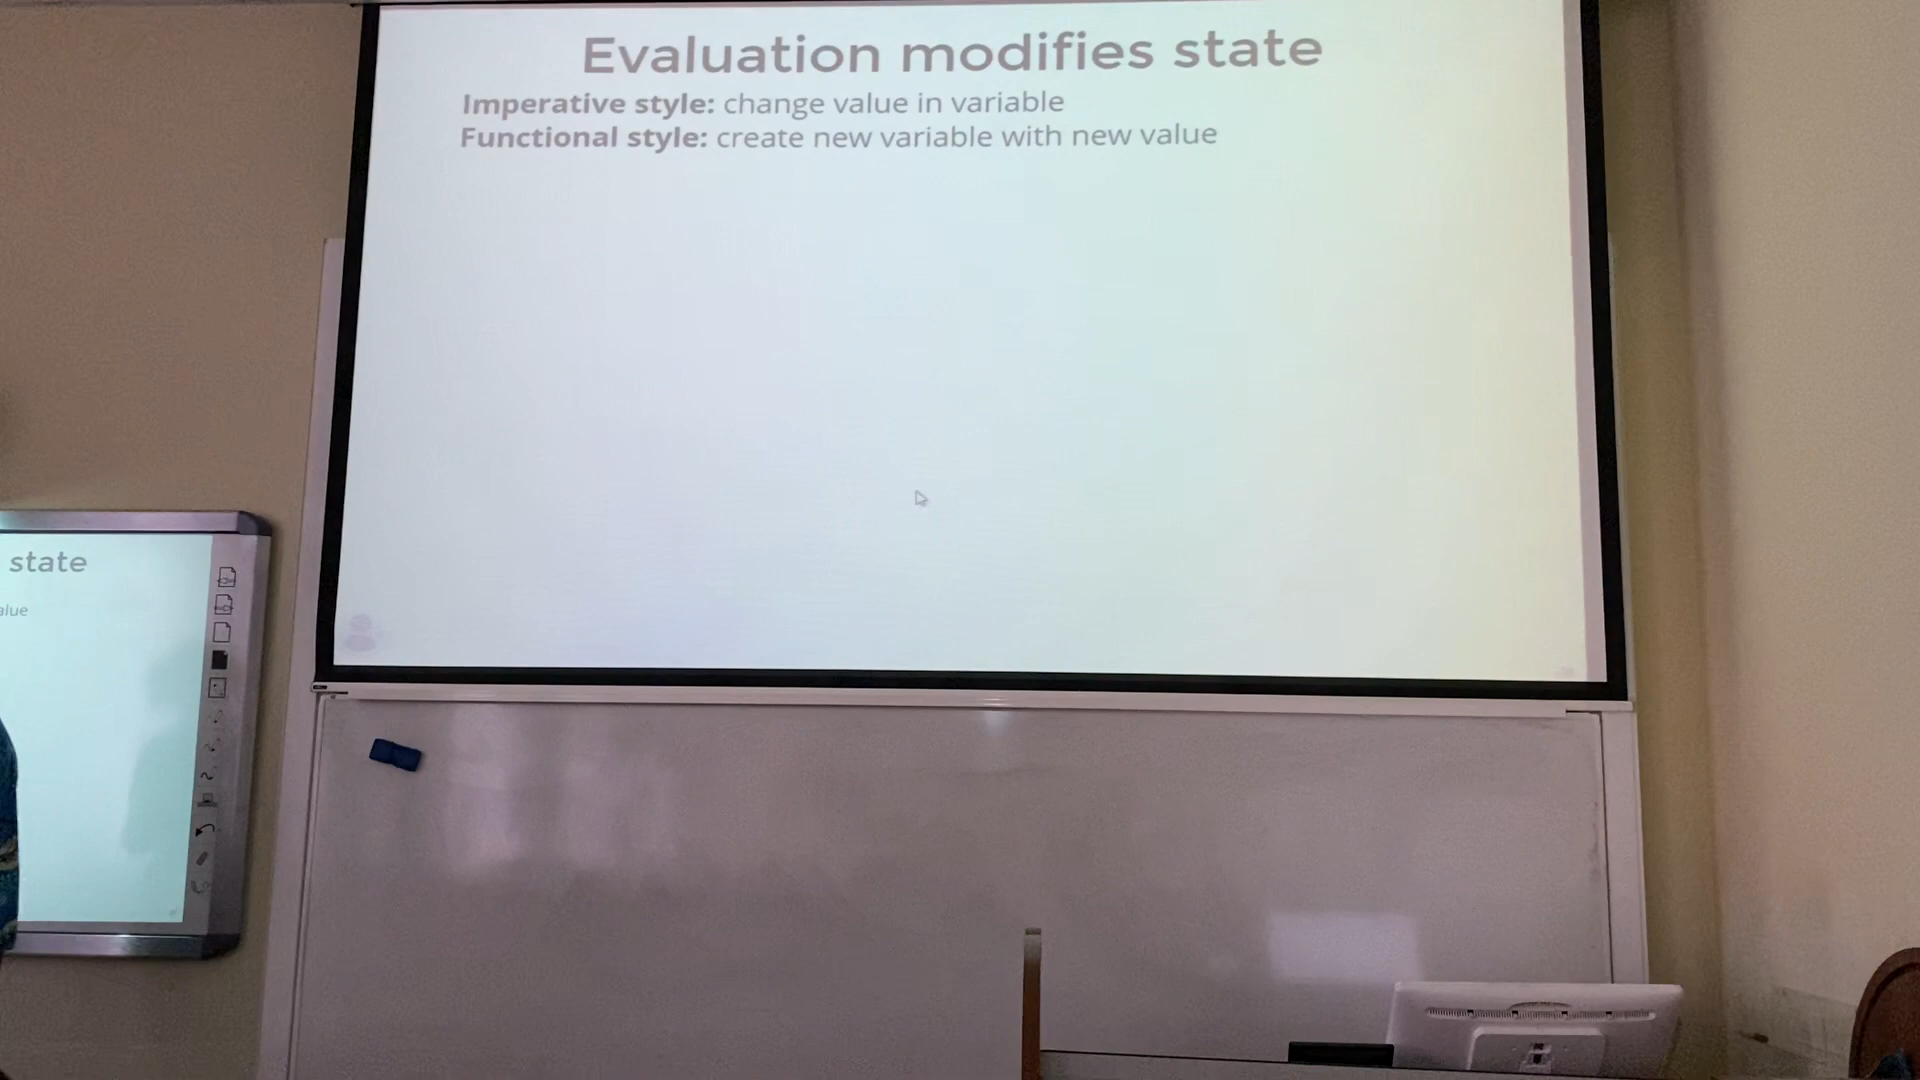 Evaluation modifies state
Imperative style: change value in variable
Functional style: create new variable with new value
state
alue